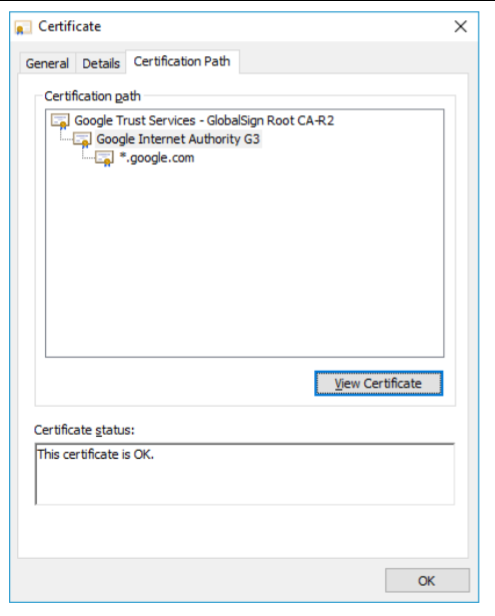 Certificate
General Details Certification Path
Certification path
Google Trust Services - GlobalSign Root CA-R2
Google Internet Authority G3
*.google.com
View Certificate
Certificate status:
This certificate is OK.
OK